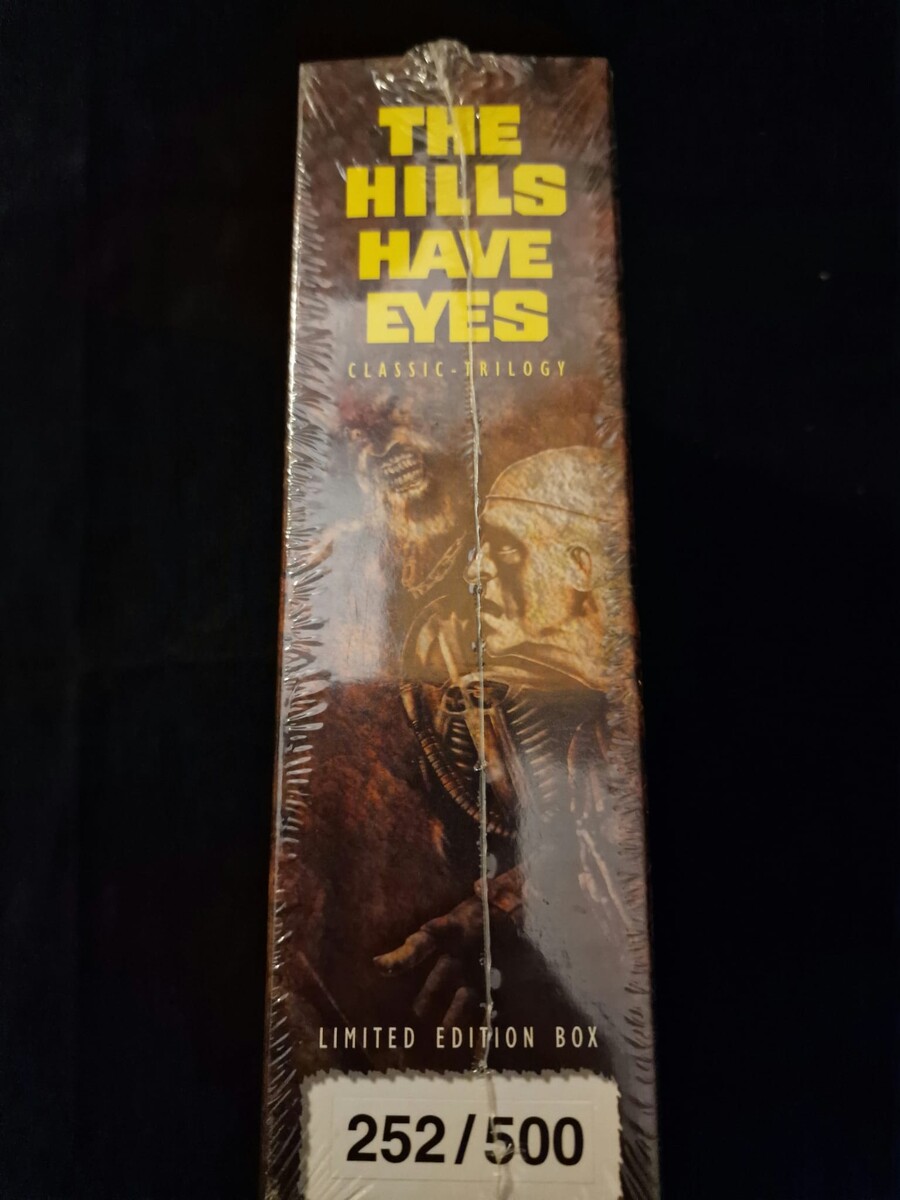 THE
HILLS
HAVE
EYES
CLASSIC-TRILOGY
LIMITED EDITION BOX
252/500